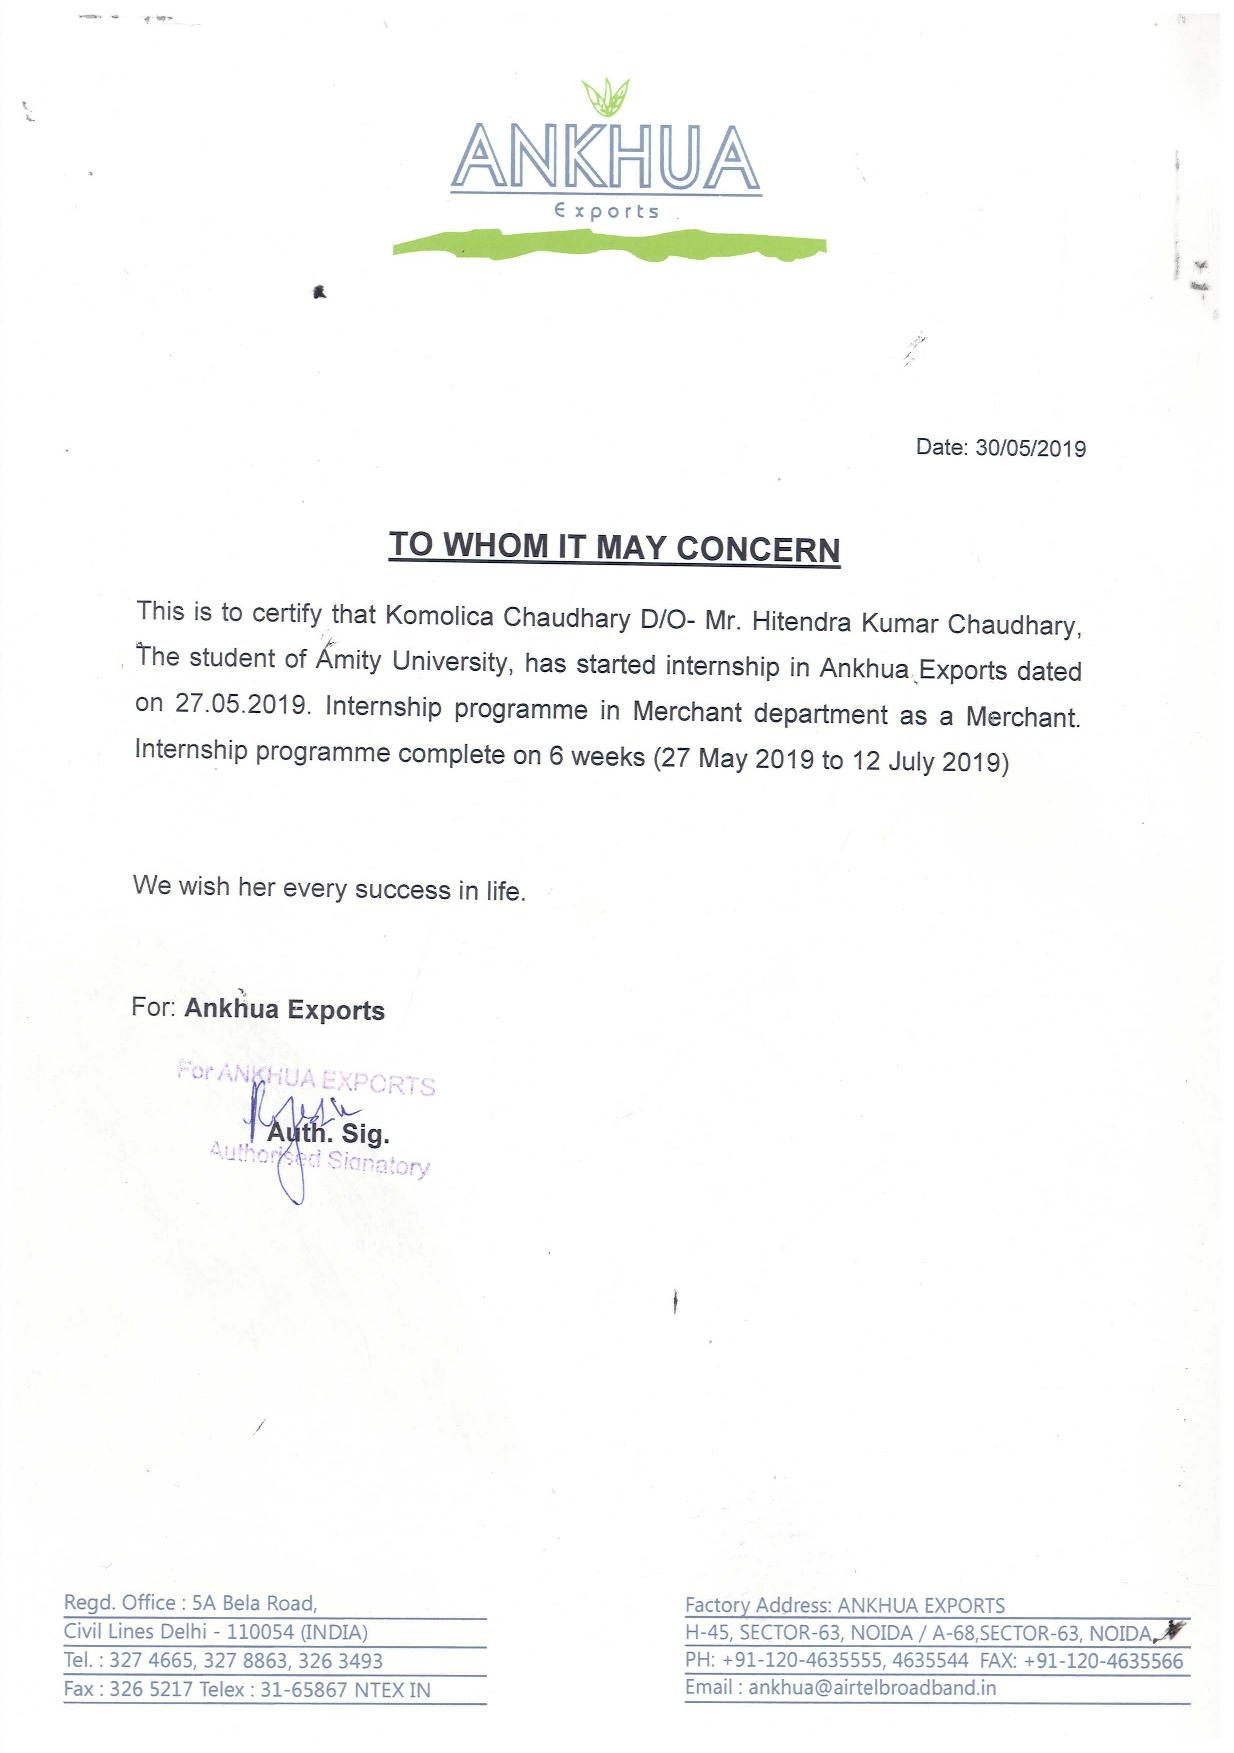 ANKHUA
Exports
Date: 30/05/2019
TO WHOM IT MAY CONCERN
This is to certify that Komolica Chaudhary D/O- Mr. Hitendra Kumar Chaudhary,
The student of Amity University, has started internship in Ankhua Exports dated
on 27.05.2019. Internship programme in Merchant department as a Merchant.
Internship programme complete on 6 weeks (27 May 2019 to 12 July 2019)
We wish her every success in life.
For: Ankhua Exports
For ANKHUA EXPORTS
Auth. Sig.
Authorised Signatory
Regd. Office : 5A Bela Road,
Civil Lines Delhi - 110054 (INDIA)
Tel. : 327 4665, 327 8863, 326 3493
Fax : 326 5217 Telex : 31-65867 NTEX IN
Factory Address: ANKHUA EXPORTS
H-45, SECTOR-63, NOIDA / A-68,SECTOR-63, NOIDA
PH: +91-120-4635555, 4635544 FAX: +91-120-4635566
Email : ankhua@airtelbroadband.in